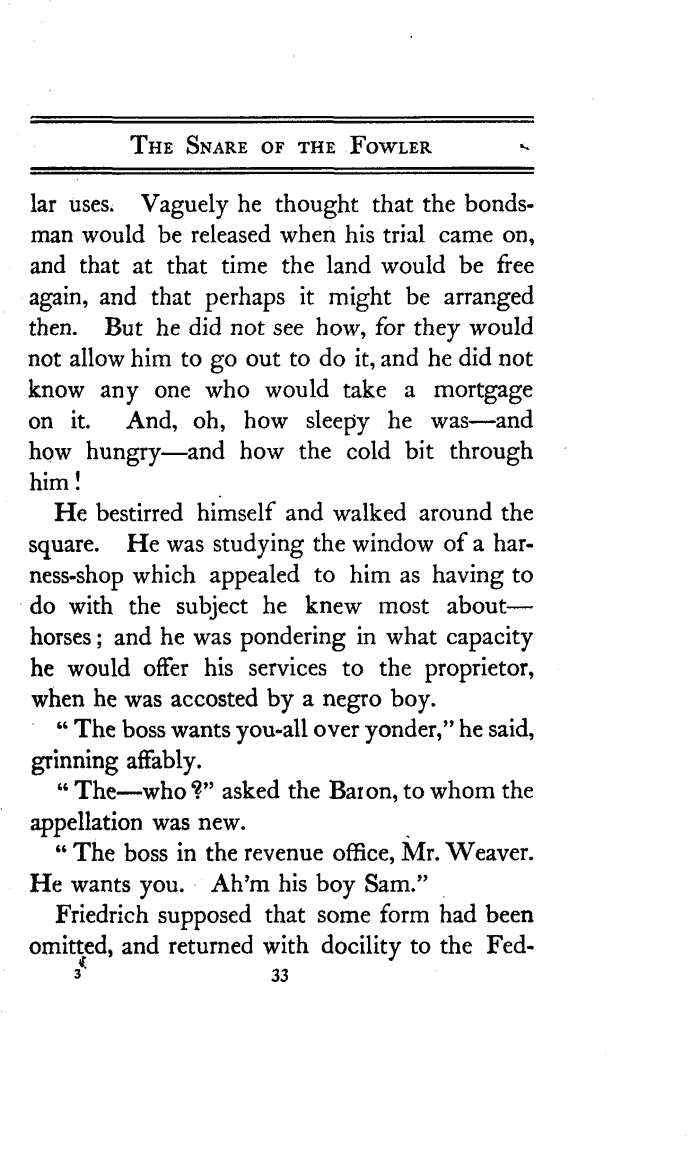 THE SNARE OF THE FOWLER
lar uses. Vaguely he thought that the bonds-
man would be released when his trial came on,
and that at that time the land would be free
again, and that perhaps it might be arranged
then. But he did not see how, for they would
not allow him to go out to do it, and he did not
know any one who would take a mortgage
on it. And, oh, how sleepy he was—and
how hungry—and how the cold bit through
him!
He bestirred himself and walked around the
square. He was studying the window of a har-
ness-shop which appealed to him as having to
do with the subject he knew most about—
horses; and he was pondering in what capacity
he would offer his services to the proprietor,
when he was accosted by a negro boy.
“The boss wants you-all over yonder,” he said,
grinning affably.
“The—who?” asked the Baron, to whom the
appellation was new.
“The boss in the revenue office, Mr. Weaver.
He wants you. Ah’m his boy Sam.”
Friedrich supposed that some form had been
omitted, and returned with docility to the Fed-
3 33